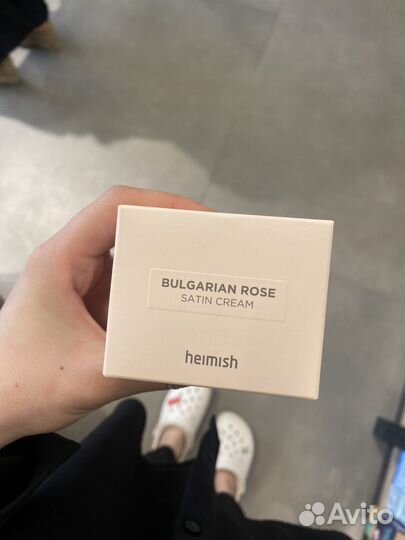 BULGARIAN ROSE
SATIN CREAM
heimish
Avito